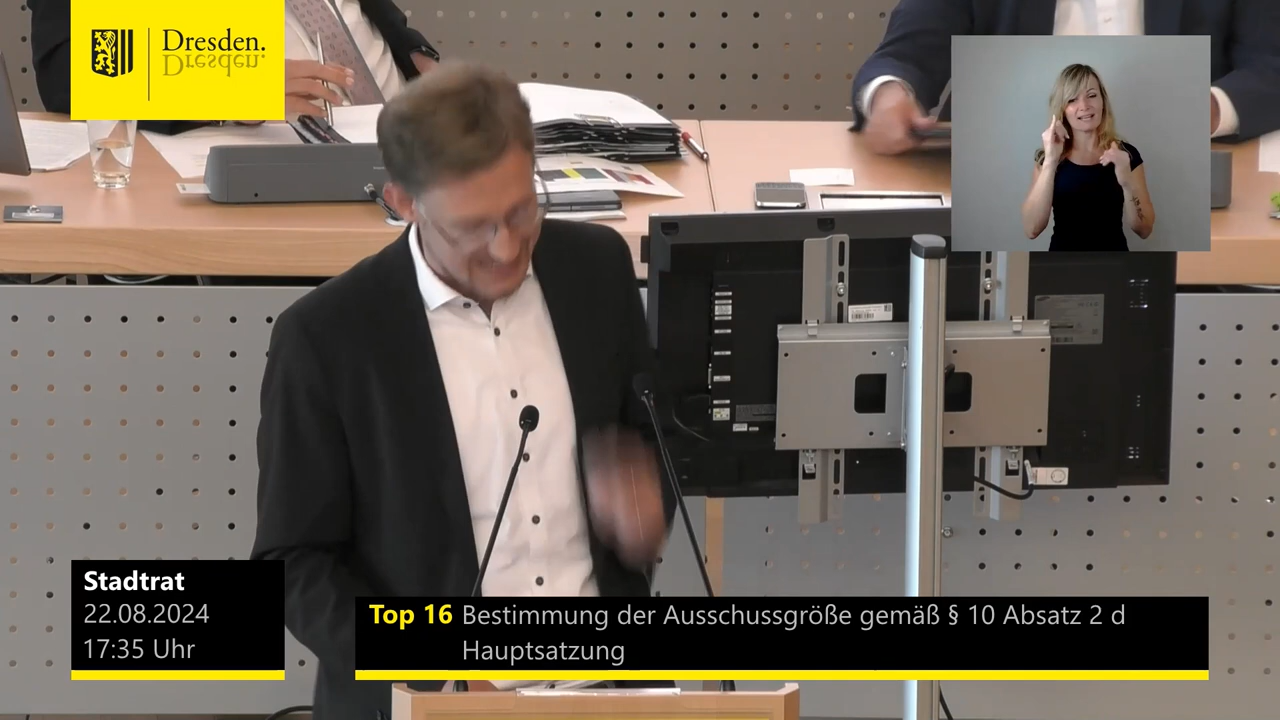 Dresden.
Dresden.
Stadtrat
22.08.2024
17:35 Uhr
Top 16 Bestimmung der Ausschussgröße gemäß § 10 Absatz 2 d
Hauptsatzung